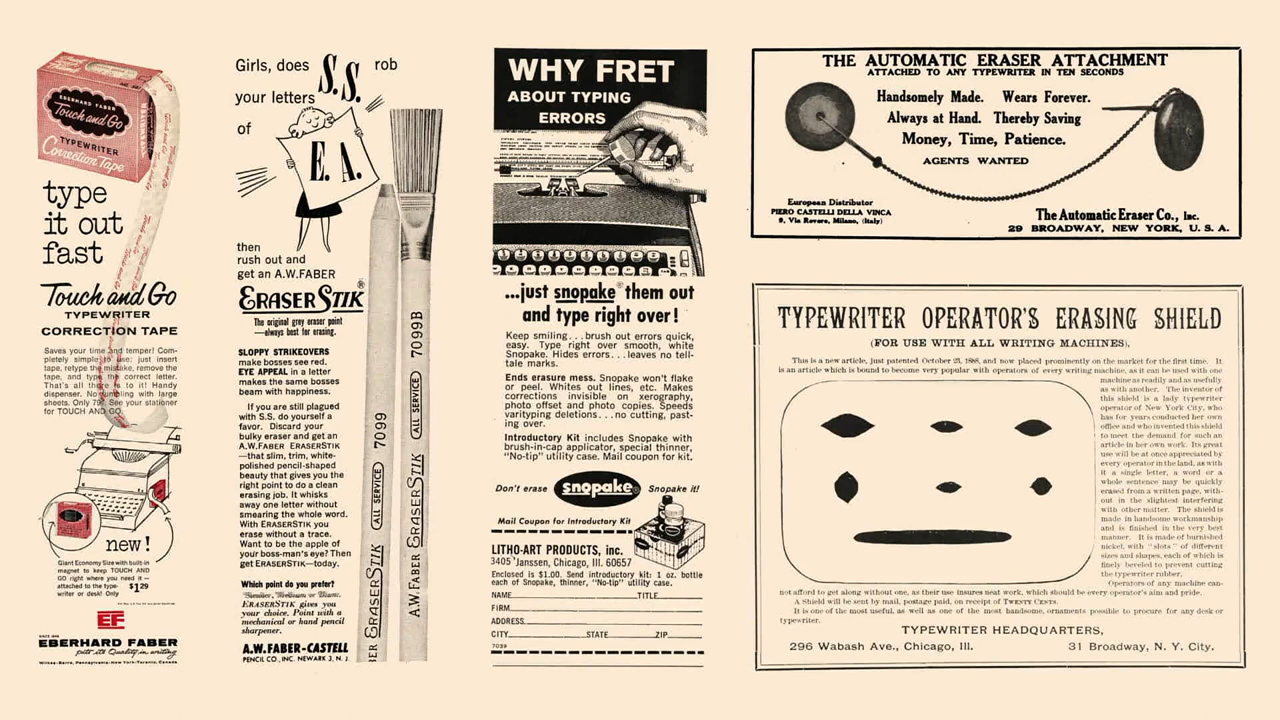 EBERHARD FABER
Touch and Go
TYPEWRITER
Correction Tape
type
it out
fast
Touch and Go
TYPEWRITER
CORRECTION TAPE
Saves your time and temper! Com-
pletely simple to use: just insert
tape, retype the mistake, remove the
tape, and type the correct letter.
That's all there is to it! Handy
dispenser. No fumbling with large
sheets. Only 79¢. See your stationer
for TOUCH AND GO.
new!
Giant Economy Size with built-in
magnet to keep TOUCH AND
GO right where you need it—
attached to the type-
writer or desk! Only $1.29
EF
SINCE 1849
EBERHARD FABER
puts its Quality in writing
Wilkes-Barre, Pennsylvania • New York • Toronto, Canada
Girls, does S.S. rob
your letters
of
E. A.
then
rush out and
get an A.W.FABER
ERASERSTIK®
The original grey eraser point
—always best for erasing.
SLOPPY STRIKEOVERS
make bosses see red.
EYE APPEAL in a letter
makes the same bosses
beam with happiness.
If you are still plagued
with S.S. do yourself a
favor. Discard your
bulky eraser and get an
A.W.FABER ERASERSTIK
—that slim, trim, white-
polished pencil-shaped
beauty that gives you the
right point to do a clean
erasing job. It whisks
away one letter without
smearing the whole word.
With ERASERSTIK you
erase without a trace.
Want to be the apple of
your boss-man's eye? Then
get ERASERSTIK—today.
Which point do you prefer?
Slender, Medium or Blunt.
ERASERSTIK gives you
your choice. Point with a
mechanical or hand pencil
sharpener.
A.W.FABER-CASTELL
PENCIL CO., INC. NEWARK 3, N. J.
BER ERASERSTIK ALL SERVICE 7099
A.W.FABER ERASERSTIK ALL SERVICE 7099B
WHY FRET
ABOUT TYPING
ERRORS
...just snopake® them out
and type right over!
Keep smiling...brush out errors quick,
easy. Type right over smooth, white
Snopake. Hides errors...leaves no tell-
tale marks.
Ends erasure mess. Snopake won't flake
or peel. Whites out lines, etc. Makes
corrections invisible on xerography,
photo offset and photo copies. Speeds
varityping deletions...no cutting, past-
ing over.
Introductory Kit includes Snopake with
brush-in-cap applicator, special thinner,
"No-tip" utility case. Mail coupon for kit.
Don't erase snopake® Snopake it!
Mail Coupon for Introductory Kit
LITHO-ART PRODUCTS, inc.
3405 Janssen, Chicago, Ill. 60657
Enclosed is $1.00. Send introductory kit: 1 oz. bottle
each of Snopake, thinner, "No-tip" utility case.
NAME TITLE
FIRM
ADDRESS
CITY STATE ZIP
7039
THE AUTOMATIC ERASER ATTACHMENT
ATTACHED TO ANY TYPEWRITER IN TEN SECONDS
Handsomely Made. Wears Forever.
Always at Hand. Thereby Saving
Money, Time, Patience.
AGENTS WANTED
European Distributor
PIERO CASTELLI DELLA VINCA
9, Via Rovere, Milano, (Italy)
The Automatic Eraser Co., Inc.
29 BROADWAY, NEW YORK, U. S. A.
TYPEWRITER OPERATOR'S ERASING SHIELD
(FOR USE WITH ALL WRITING MACHINES).
This is a new article, just patented October 23, 1888, and now placed prominently on the market for the first time. It
is an article which is bound to become very popular with operators of every writing machine, as it can be used with one
machine as readily and as usefully
as with another. The inventor of
this shield is a lady typewriter
operator of New York City, who
has for years conducted her own
office and who invented this shield
to meet the demand for such an
article in her own work. Its great
use will be at once appreciated by
every operator in the land, as with
it a single letter, a word or a
whole sentence may be quickly
erased from a written page, with-
out in the slightest interfering
with other matter. The shield is
made in handsome workmanship
and is finished in the very best
manner. It is made of burnished
nickel, with "slots" of different
sizes and shapes, each of which is
finely beveled to prevent cutting
the typewriter rubber.
Operators of any machine can-
not afford to get along without one, as their use insures neat work, which should be every operator's aim and pride.
A Shield will be sent by mail, postage paid, on receipt of TWENTY CENTS.
It is one of the most useful, as well as one of the most handsome, ornaments possible to procure for any desk or
typewriter.
TYPEWRITER HEADQUARTERS,
296 Wabash Ave., Chicago, Ill. 31 Broadway, N. Y. City.